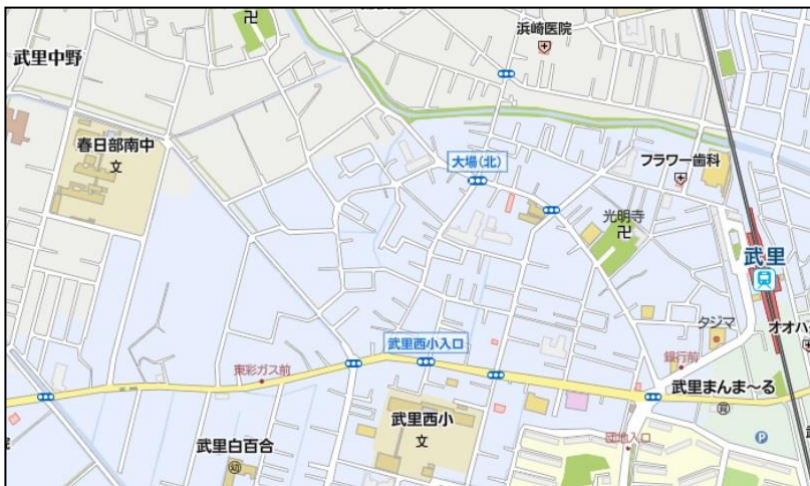 浜崎医院
武里中野
春日部南中
文
大場(北)
フラワー歯科
光明寺
武里
タジマ
オオバ
武里西小入口
東彩ガス前
銀行前
武里まんま～る
武里西小
文
団地入口
P
武里白百合
幼